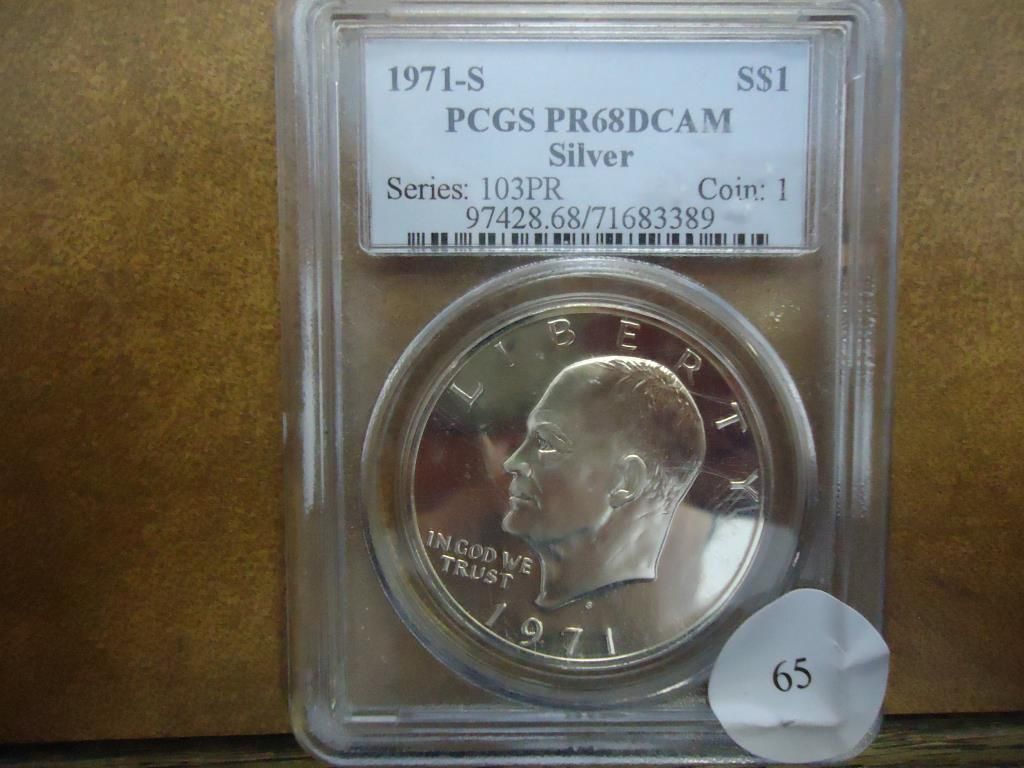 1971-S S$1
PCGS PR68DCAM
Silver
Series: 103PR Coin: 1
97428.68/71683389
LIBERTY
IN GOD WE
TRUST
S
1971
65